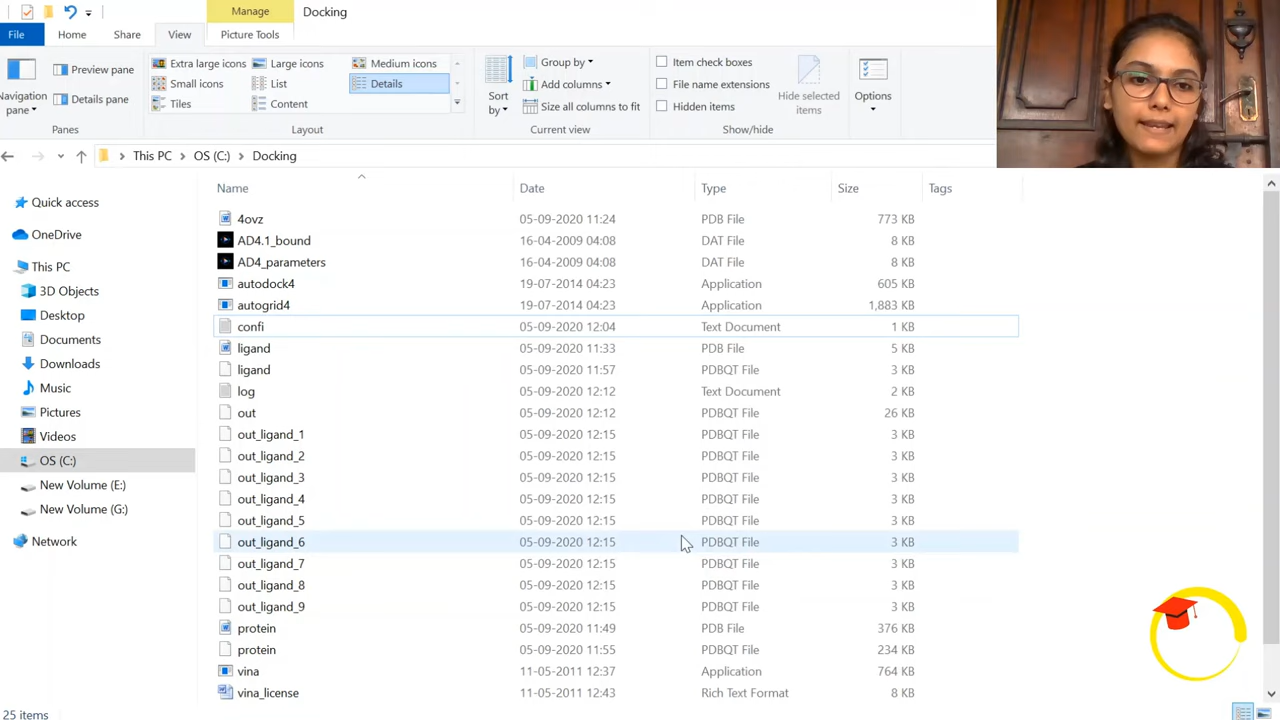 Manage
Docking
File
Home
Share
View
Picture Tools
Navigation
pane
Preview pane
Details pane
Panes
Extra large icons
Large icons
Medium icons
Small icons
List
Details
Tiles
Content
Layout
Sort
by
Group by
Add columns
Size all columns to fit
Current view
Item check boxes
File name extensions
Hidden items
Hide selected
items
Show/hide
Options
This PC > OS (C:) > Docking
Quick access
OneDrive
This PC
3D Objects
Desktop
Documents
Downloads
Music
Pictures
Videos
OS (C:)
New Volume (E:)
New Volume (G:)
Network
Name Date Type Size Tags
4ovz 05-09-2020 11:24 PDB File 773 KB
AD4.1_bound 16-04-2009 04:08 DAT File 8 KB
AD4_parameters 16-04-2009 04:08 DAT File 8 KB
autodock4 19-07-2014 04:23 Application 605 KB
autogrid4 19-07-2014 04:23 Application 1,883 KB
confi 05-09-2020 12:04 Text Document 1 KB
ligand 05-09-2020 11:33 PDB File 5 KB
ligand 05-09-2020 11:57 PDBQT File 3 KB
log 05-09-2020 12:12 Text Document 2 KB
out 05-09-2020 12:12 PDBQT File 26 KB
out_ligand_1 05-09-2020 12:15 PDBQT File 3 KB
out_ligand_2 05-09-2020 12:15 PDBQT File 3 KB
out_ligand_3 05-09-2020 12:15 PDBQT File 3 KB
out_ligand_4 05-09-2020 12:15 PDBQT File 3 KB
out_ligand_5 05-09-2020 12:15 PDBQT File 3 KB
out_ligand_6 05-09-2020 12:15 PDBQT File 3 KB
out_ligand_7 05-09-2020 12:15 PDBQT File 3 KB
out_ligand_8 05-09-2020 12:15 PDBQT File 3 KB
out_ligand_9 05-09-2020 12:15 PDBQT File 3 KB
protein 05-09-2020 11:49 PDB File 376 KB
protein 05-09-2020 11:55 PDBQT File 234 KB
vina 11-05-2011 12:37 Application 764 KB
vina_license 11-05-2011 12:43 Rich Text Format 8 KB
25 items